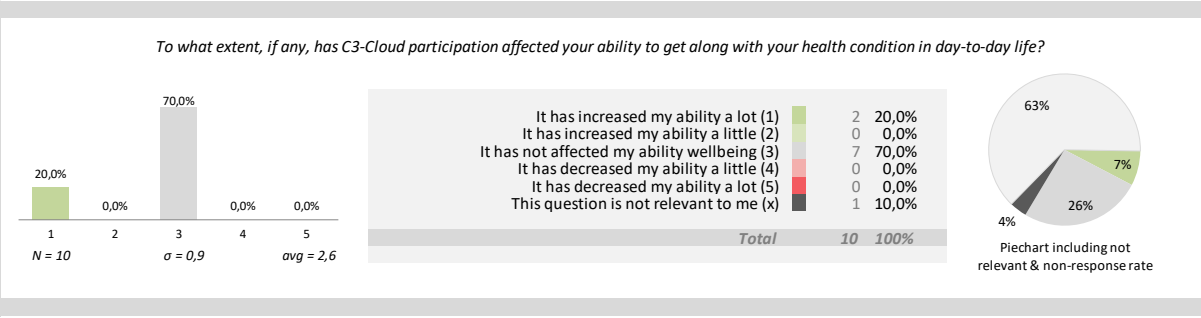 To what extent, if any, has C3-Cloud participation affected your ability to get along with your health condition in day-to-day life?
20,0%
0,0%
70,0%
0,0%
0,0%
1 2 3 4 5
N = 10 σ = 0,9 avg = 2,6
It has increased my ability a lot (1) 2 20,0%
It has increased my ability a little (2) 0 0,0%
It has not affected my ability wellbeing (3) 7 70,0%
It has decreased my ability a little (4) 0 0,0%
It has decreased my ability a lot (5) 0 0,0%
This question is not relevant to me (x) 1 10,0%
Total 10 100%
63%
7%
26%
4%
Piechart including not
relevant & non-response rate